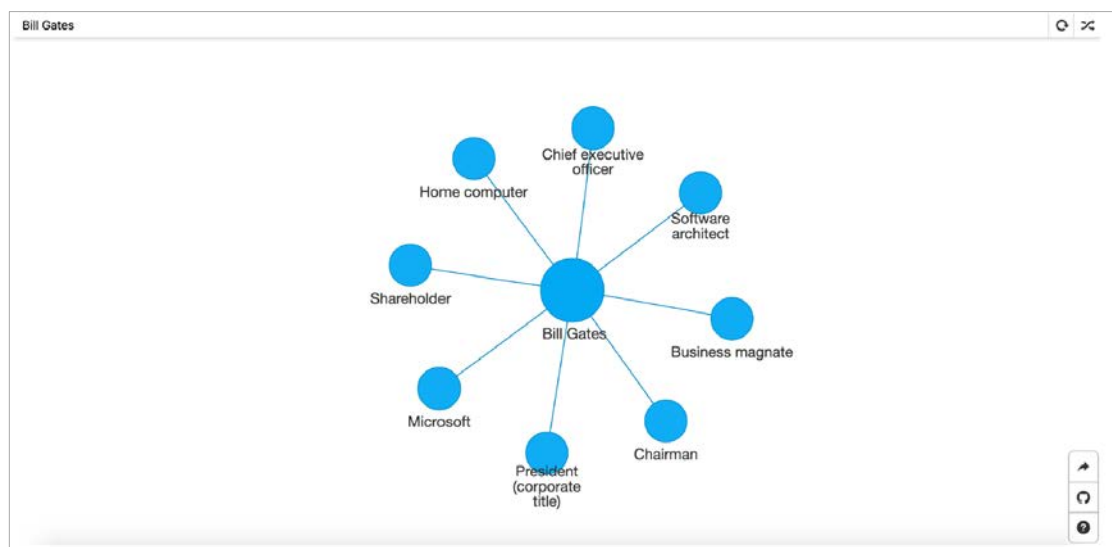 Bill Gates
Chief executive
officer
Home computer
Software
architect
Shareholder
Bill Gates
Business magnate
Microsoft
Chairman
President
(corporate
title)